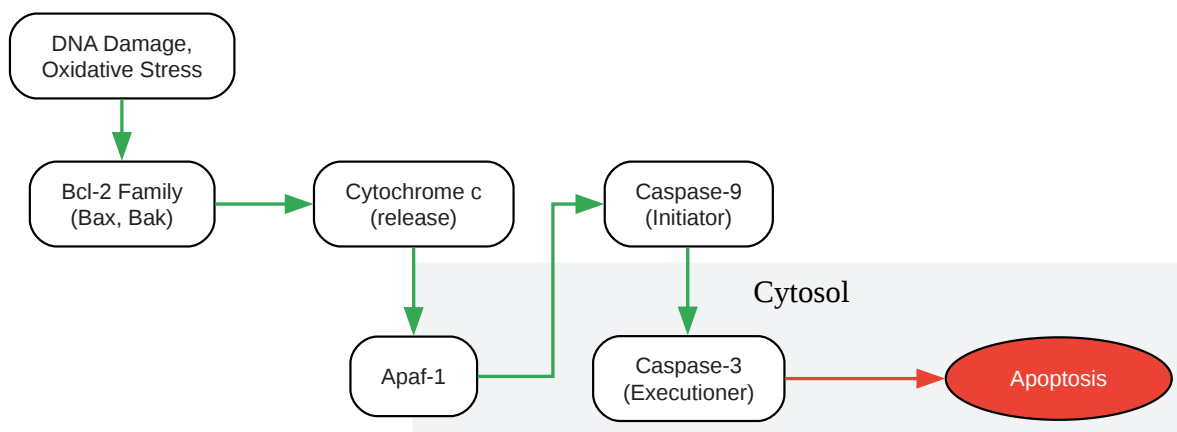 DNA Damage,
Oxidative Stress
Bcl-2 Family
(Bax, Bak)
Cytochrome c
(release)
Caspase-9
(Initiator)
Cytosol
Apaf-1
Caspase-3
(Executioner)
Apoptosis